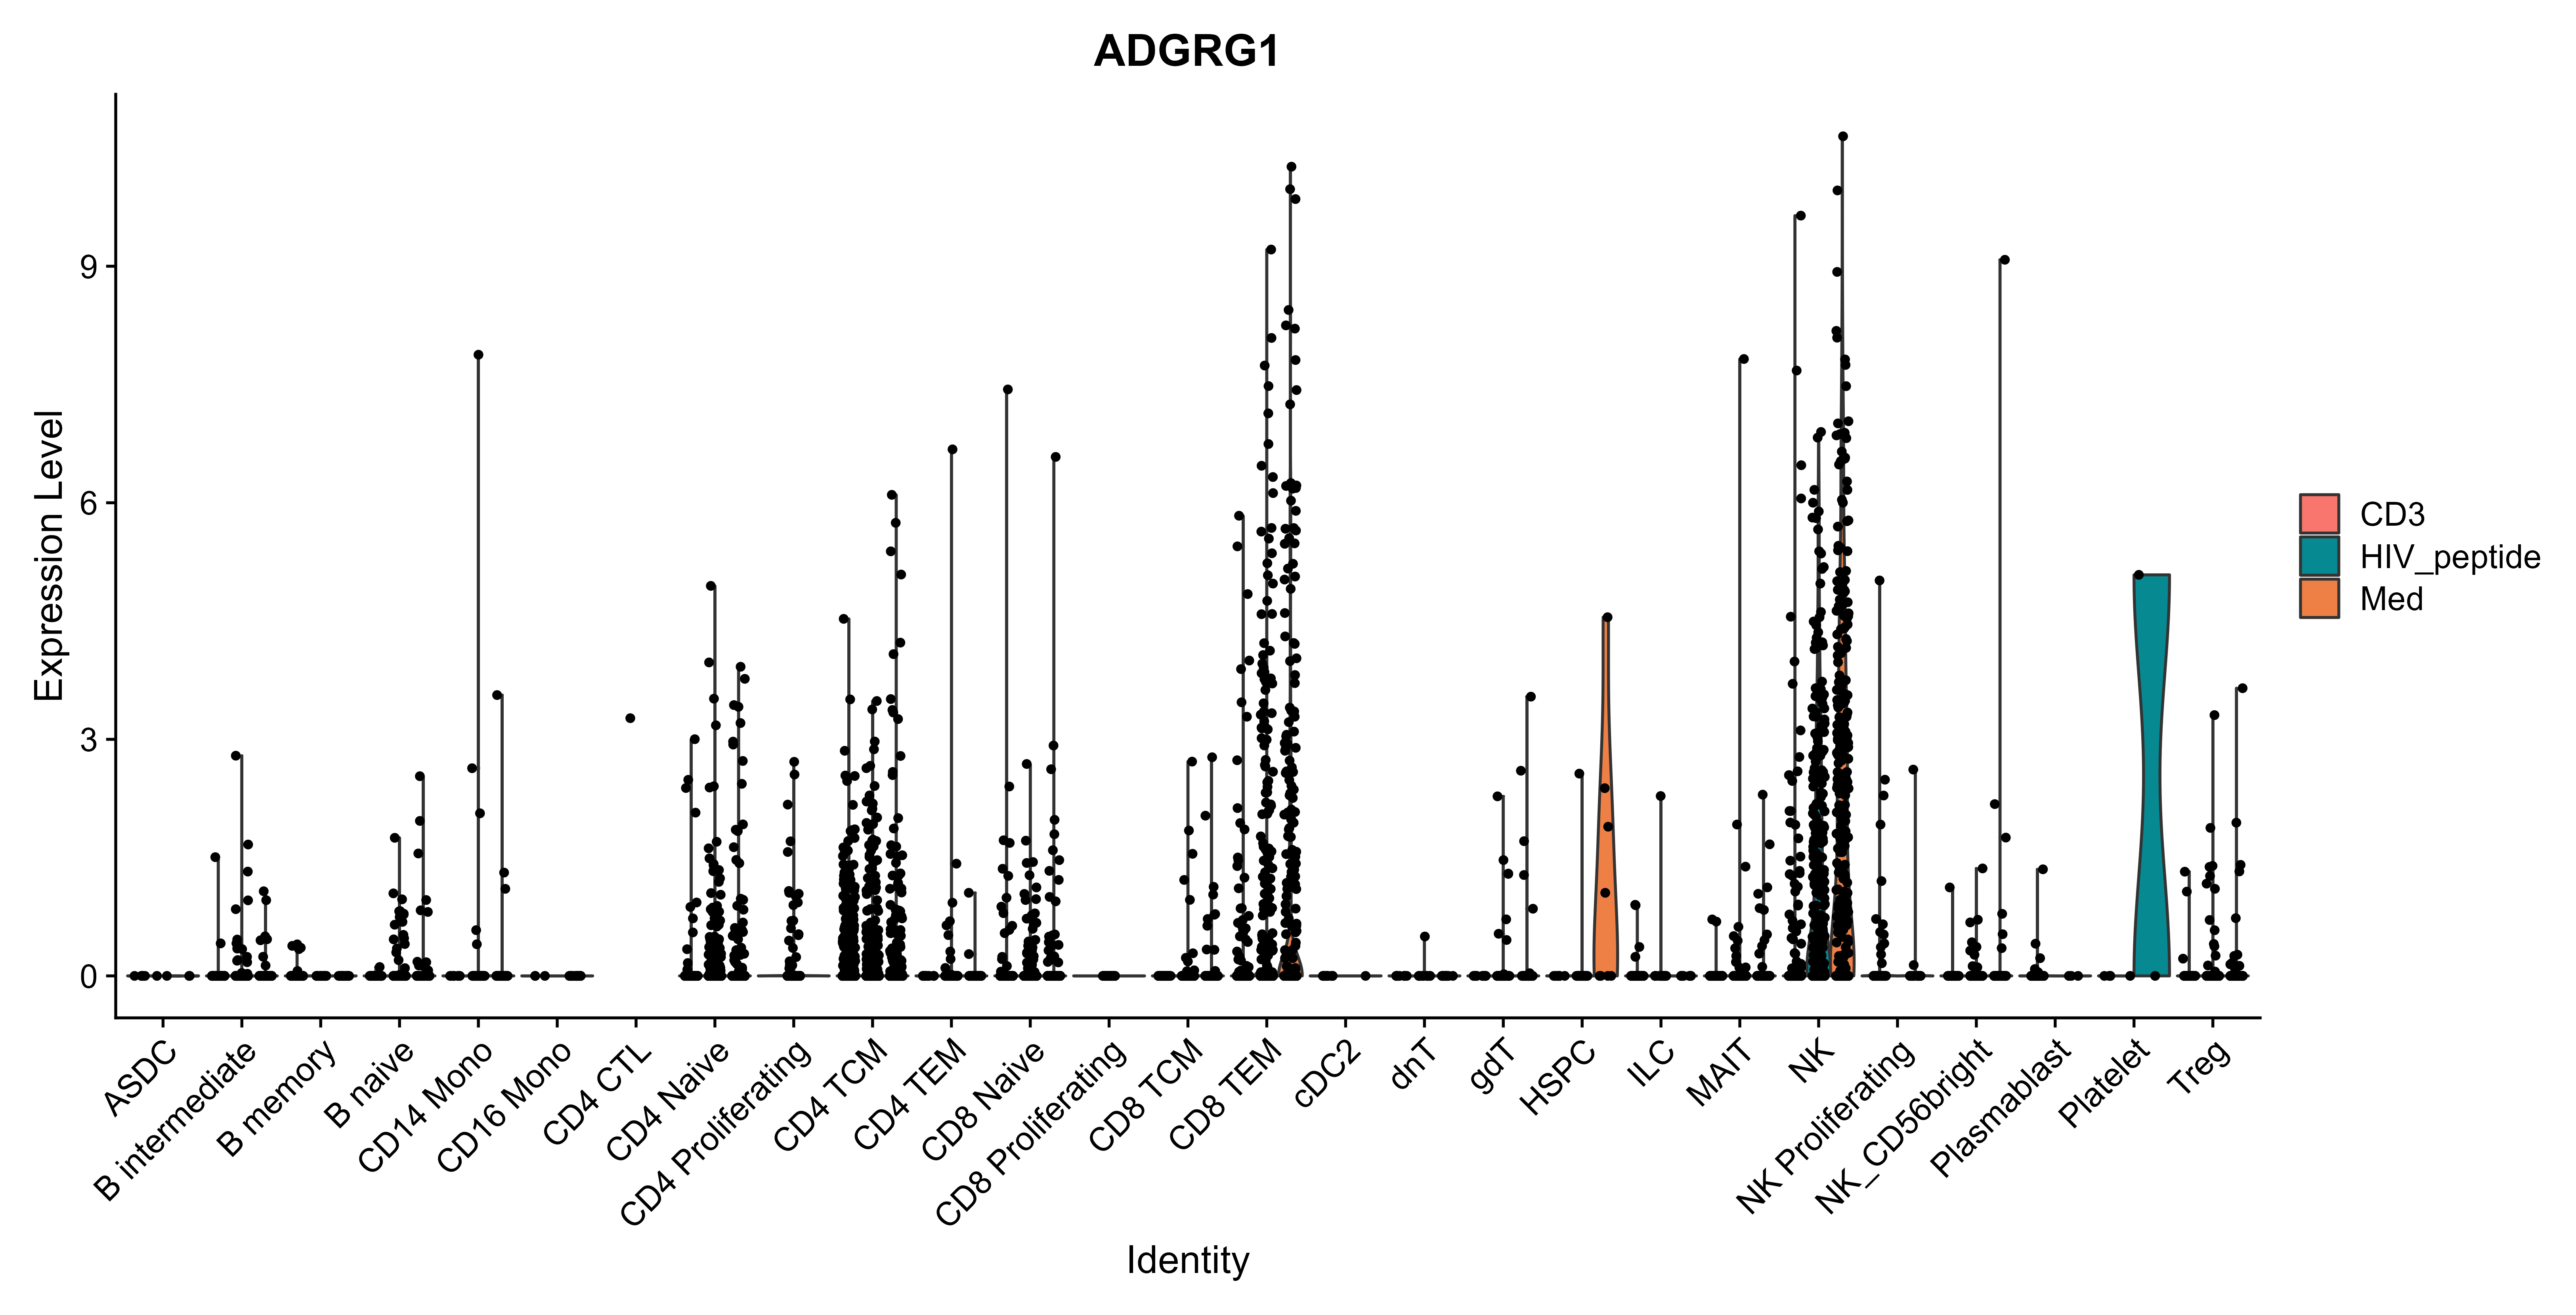 ADGRG1
Expression Level
9
6
3
0
ASDC
B intermediate
B memory
B naive
CD14 Mono
CD16 Mono
CD4 CTL
CD4 Naive
CD4 Proliferating
CD4 TCM
CD4 TEM
CD8 Naive
CD8 Proliferating
CD8 TCM
CD8 TEM
cDC2
dnT
gdT
HSPC
ILC
MAIT
NK
NK Proliferating
NK_CD56bright
Plasmablast
Platelet
Treg
Identity
CD3
HIV_peptide
Med